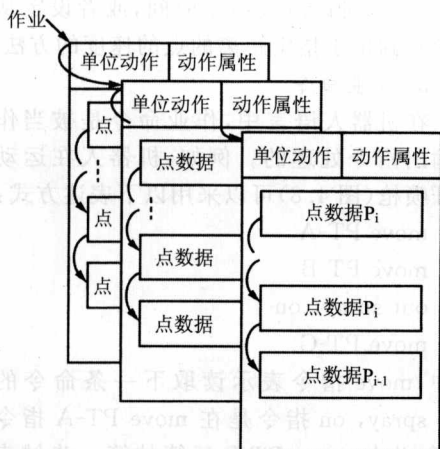 作业
单位动作 动作属性
单位动作 动作属性
单位动作 动作属性
点
点数据
点数据Pi
点
点数据
点数据Pi
点
点数据
点数据Pi-1